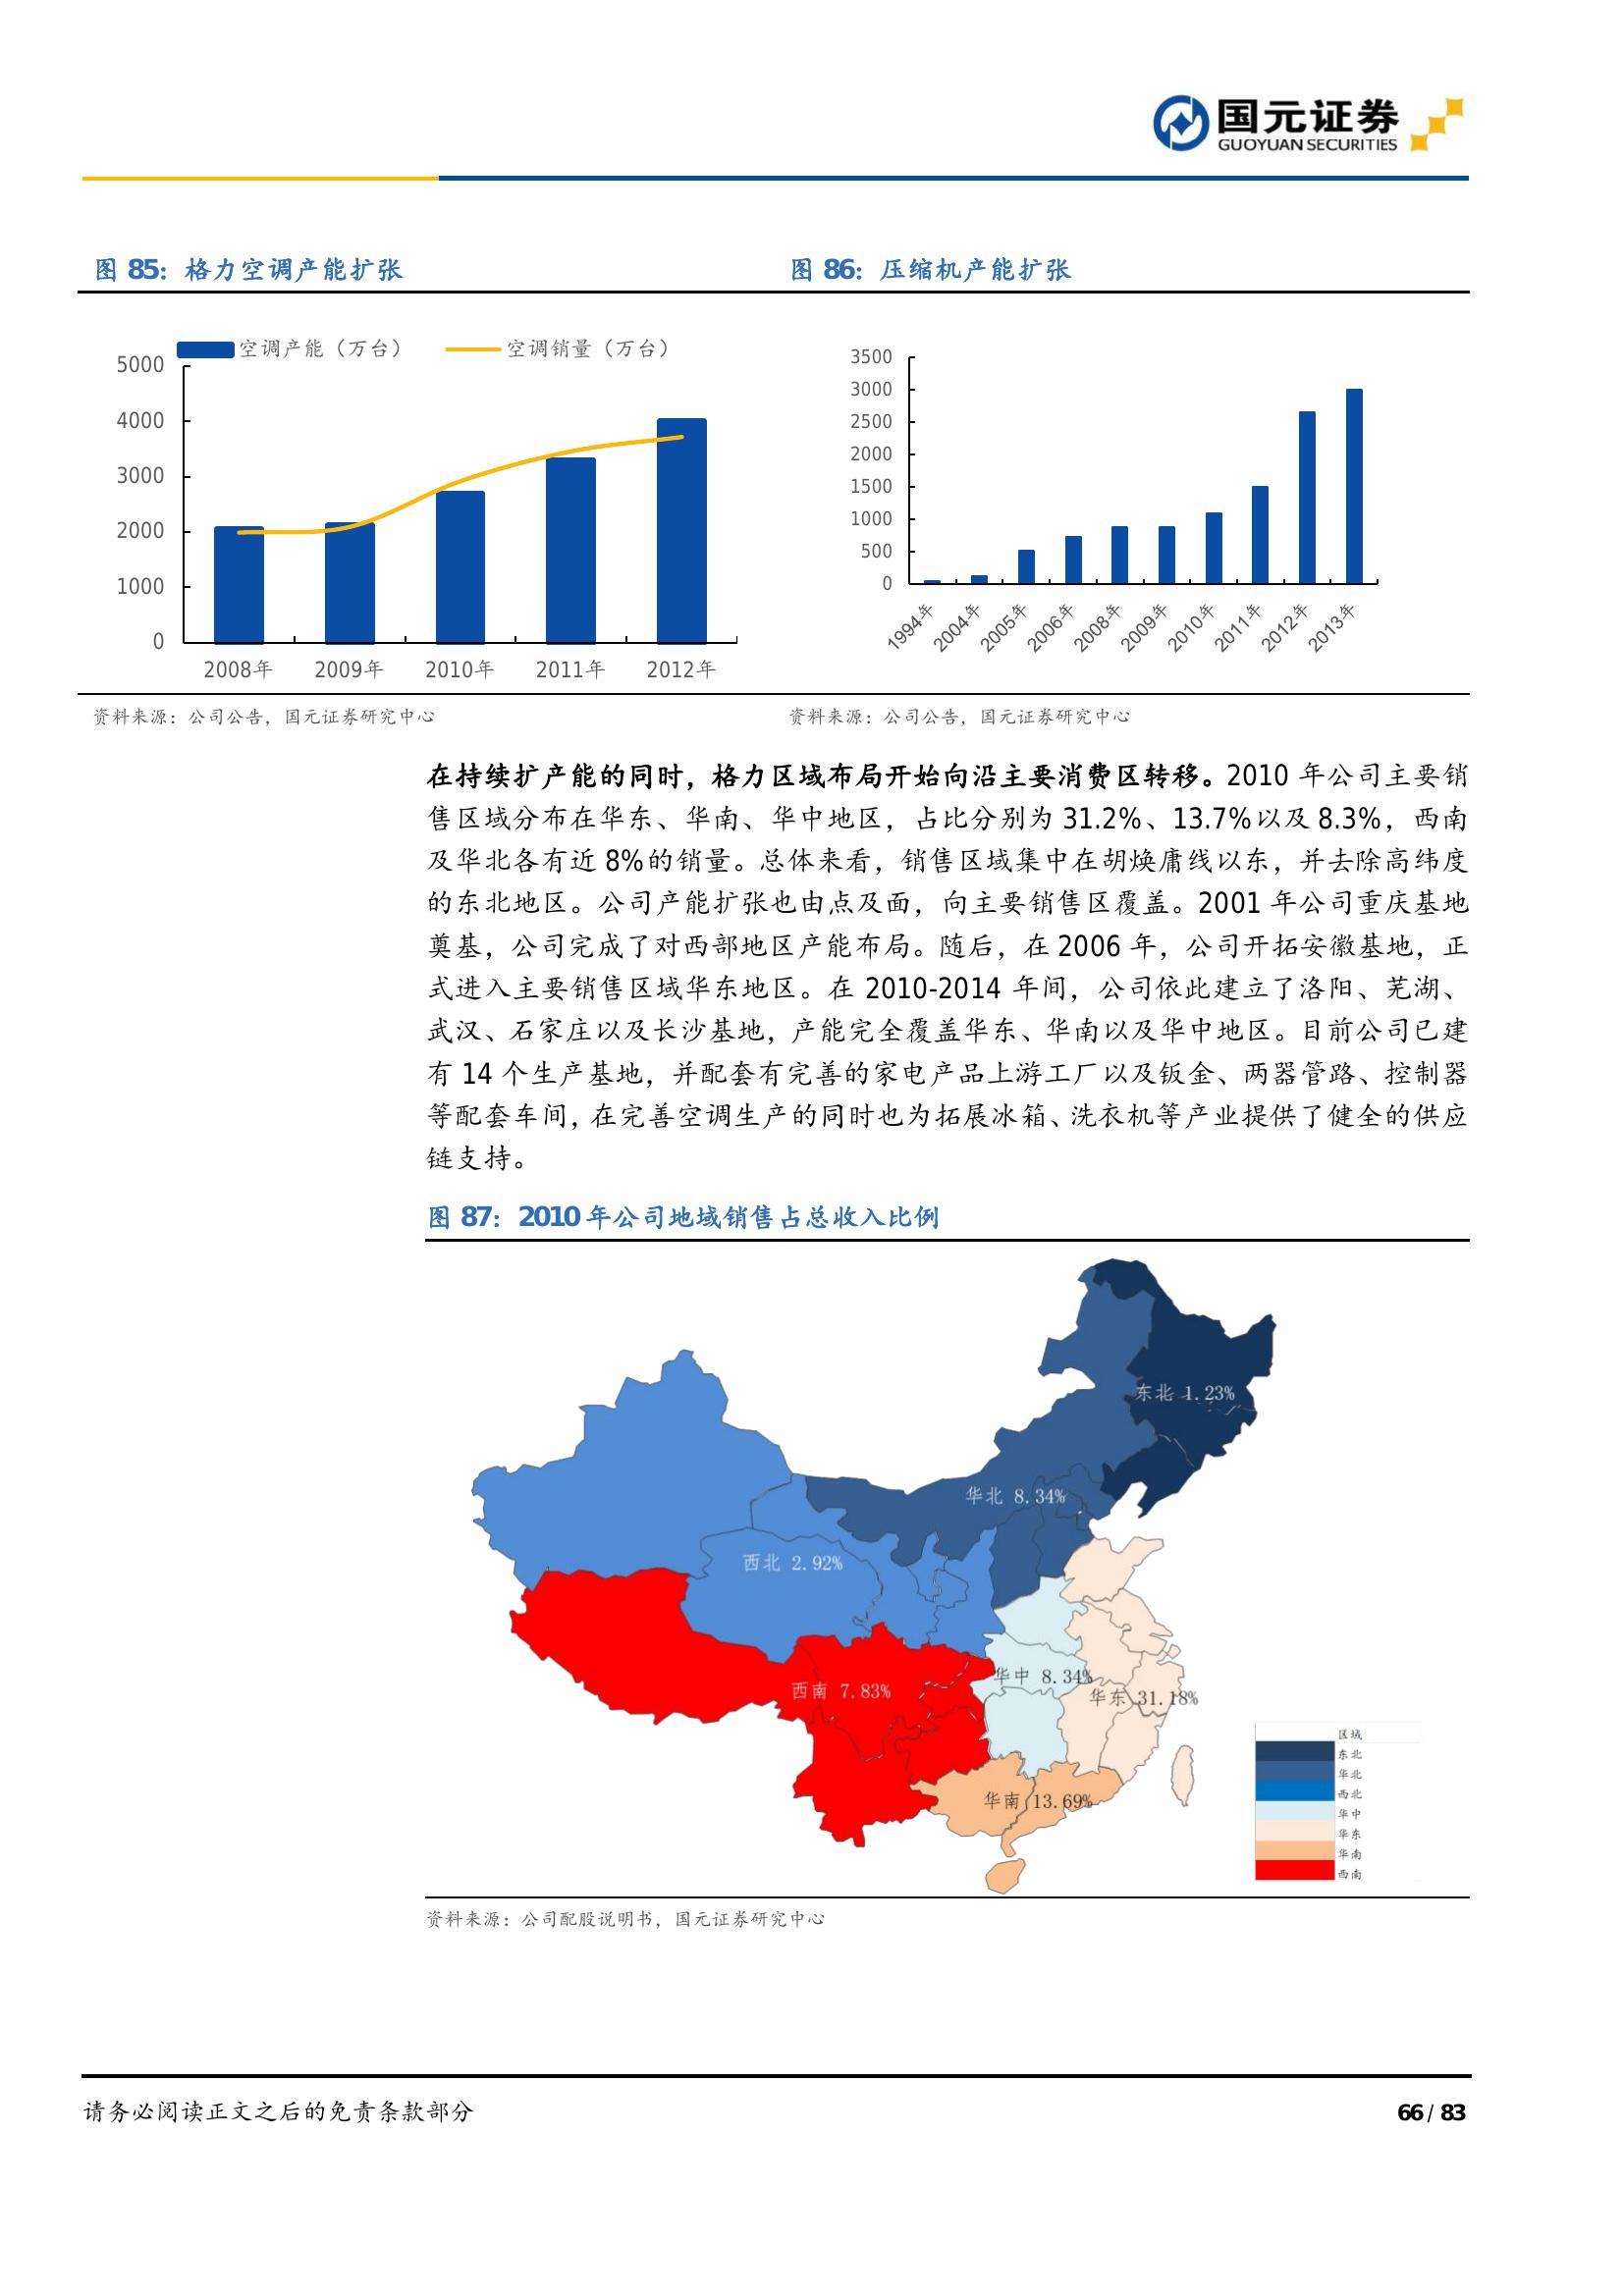 国元证券
GUOYUAN SECURITIES
图 85：格力空调产能扩张
图 86：压缩机产能扩张
空调产能（万台）
空调销量（万台）
5000
4000
3000
2000
1000
0
2008年
2009年
2010年
2011年
2012年
3500
3000
2500
2000
1500
1000
500
0
1994年
2004年
2005年
2006年
2008年
2009年
2010年
2011年
2012年
2013年
资料来源：公司公告，国元证券研究中心
资料来源：公司公告，国元证券研究中心
在持续扩产能的同时，格力区域布局开始向沿主要消费区转移。2010 年公司主要销
售区域分布在华东、华南、华中地区，占比分别为 31.2%、13.7%以及 8.3%，西南
及华北各有近 8%的销量。总体来看，销售区域集中在胡焕庸线以东，并去除高纬度
的东北地区。公司产能扩张也由点及面，向主要销售区覆盖。2001 年公司重庆基地
奠基，公司完成了对西部地区产能布局。随后，在 2006 年，公司开拓安徽基地，正
式进入主要销售区域华东地区。在 2010-2014 年间，公司依此建立了洛阳、芜湖、
武汉、石家庄以及长沙基地，产能完全覆盖华东、华南以及华中地区。目前公司已建
有 14 个生产基地，并配套有完善的家电产品上游工厂以及钣金、两器管路、控制器
等配套车间，在完善空调生产的同时也为拓展冰箱、洗衣机等产业提供了健全的供应
链支持。
图 87：2010 年公司地域销售占总收入比例
东北 1.23%
华北 8.34%
西北 2.92%
华中 8.34%
西南 7.83%
华东 31.18%
华南 13.69%
区域
东北
华北
西北
华中
华东
华南
西南
资料来源：公司配股说明书，国元证券研究中心
请务必阅读正文之后的免责条款部分
66 / 83